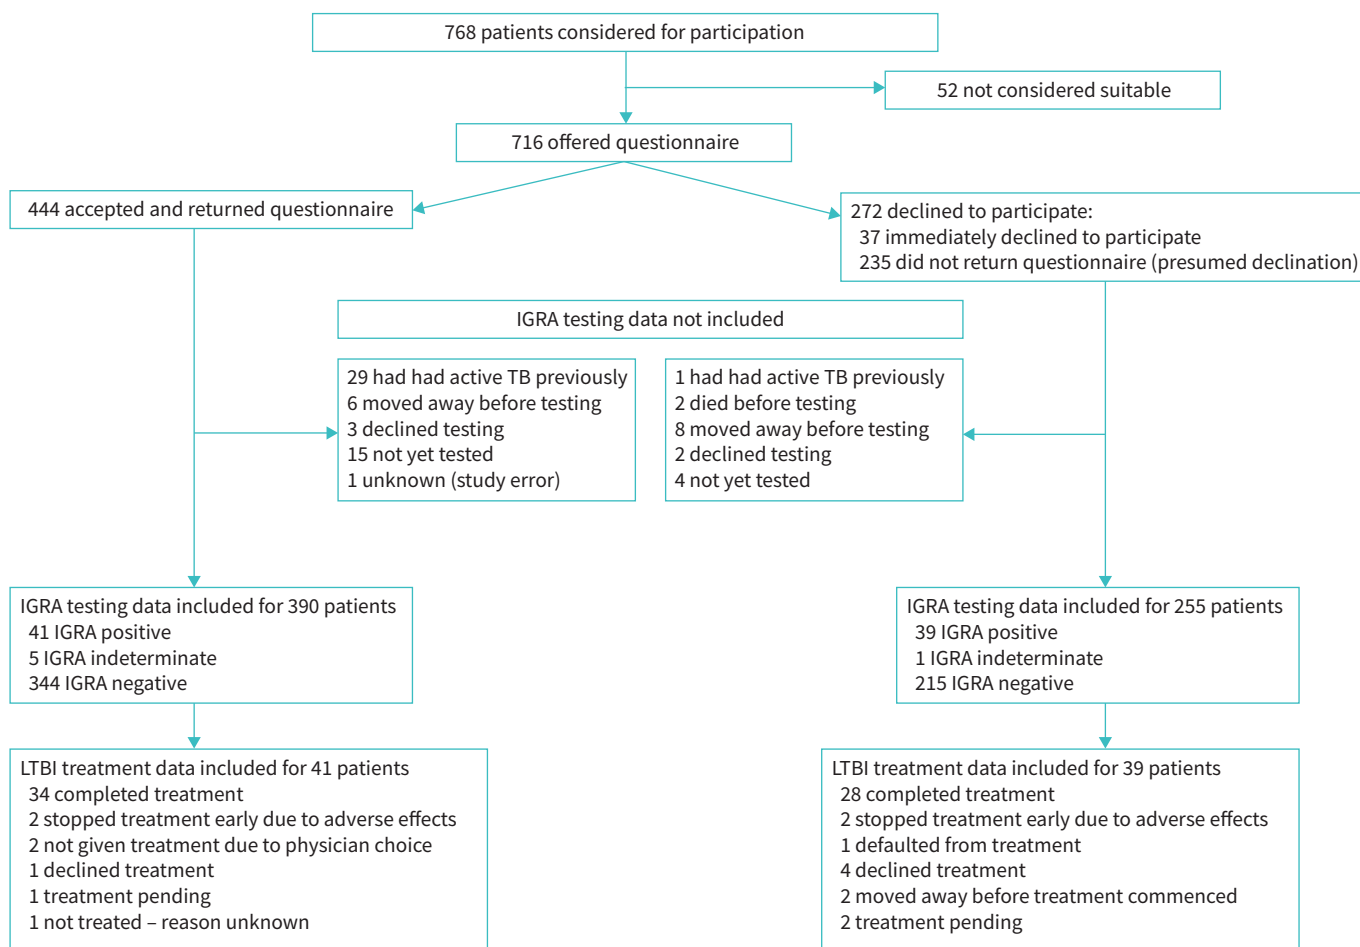 768 patients considered for participation
52 not considered suitable
716 offered questionnaire
444 accepted and returned questionnaire
272 declined to participate:
37 immediately declined to participate
235 did not return questionnaire (presumed declination)
IGRA testing data not included
29 had had active TB previously
6 moved away before testing
3 declined testing
15 not yet tested
1 unknown (study error)
1 had had active TB previously
2 died before testing
8 moved away before testing
2 declined testing
4 not yet tested
IGRA testing data included for 390 patients
41 IGRA positive
5 IGRA indeterminate
344 IGRA negative
IGRA testing data included for 255 patients
39 IGRA positive
1 IGRA indeterminate
215 IGRA negative
LTBI treatment data included for 41 patients
34 completed treatment
2 stopped treatment early due to adverse effects
2 not given treatment due to physician choice
1 declined treatment
1 treatment pending
1 not treated – reason unknown
LTBI treatment data included for 39 patients
28 completed treatment
2 stopped treatment early due to adverse effects
1 defaulted from treatment
4 declined treatment
2 moved away before treatment commenced
2 treatment pending